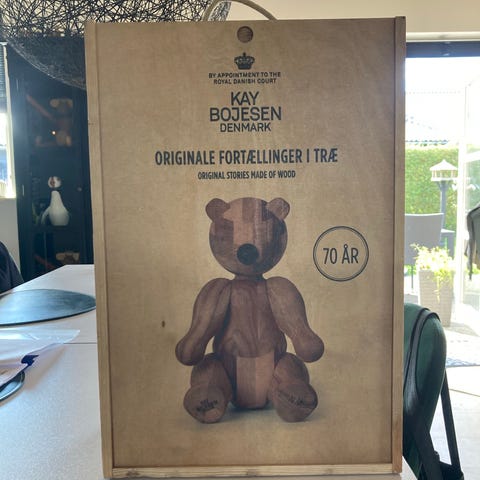 BY APPOINTMENT TO THE
ROYAL DANISH COURT
KAY
BOJESEN
DENMARK
ORIGINALE FORTÆLLINGER I TRÆ
ORIGINAL STORIES MADE OF WOOD
70 ÅR